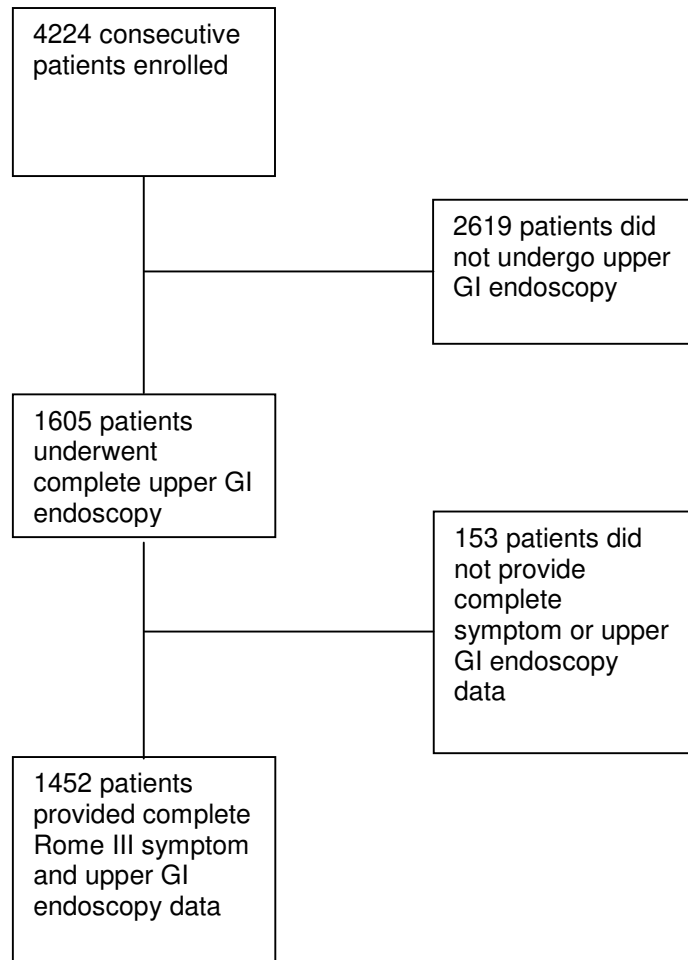 4224 consecutive
patients enrolled
2619 patients did
not undergo upper
GI endoscopy
1605 patients
underwent
complete upper GI
endoscopy
153 patients did
not provide
complete
symptom or upper
GI endoscopy
data
1452 patients
provided complete
Rome III symptom
and upper GI
endoscopy data